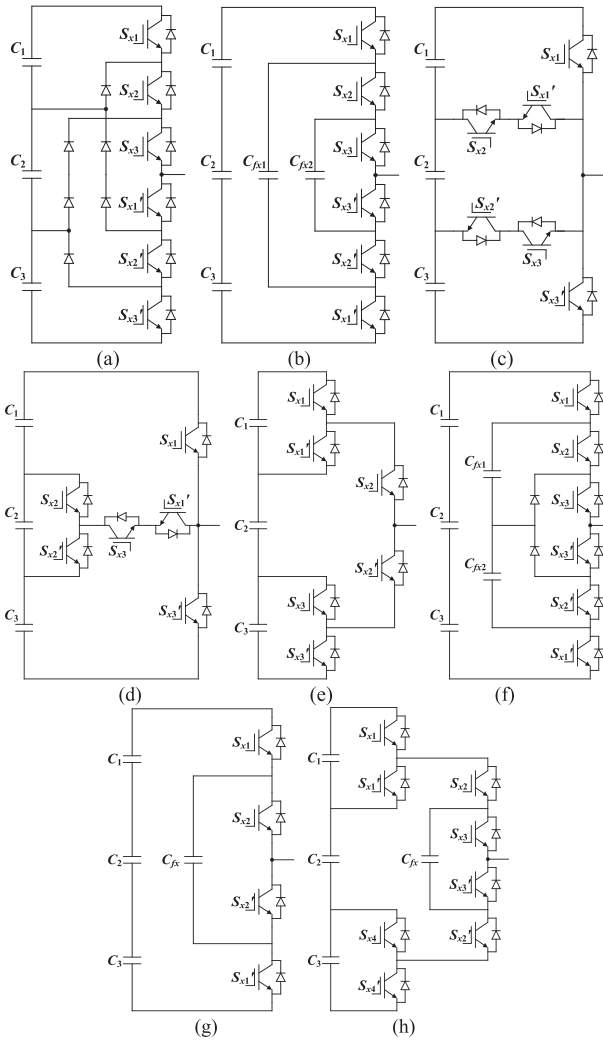 C1 Sx1 C1 Sx1 C1 Sx1
Sx2 Sx2 Sx1'
Sx2
C2 Sx3 C2 Cfx1 Cfx2 Sx3 C2
Sx1' Sx3' Sx2'
Sx3
C3 Sx2' C3 Sx2' C3
Sx3' Sx1' Sx3'
(a) (b) (c)
C1 Sx1 C1 Sx1 C1 Sx1
Sx1' Cfx1 Sx2
Sx2 Sx1' Sx2 Sx3
C2 Sx2' Sx3 C2 C2
Sx2' Sx3'
Cfx2
C3 Sx3' C3 Sx3 C3 Sx2'
Sx3' Sx1'
(d) (e) (f)
C1 Sx1 C1 Sx1
Sx1' Sx2
Sx2 Sx3
C2 Cfx C2 Cfx
Sx2' Sx3'
C3 C3 Sx4 Sx2'
Sx1' Sx4'
(g) (h)